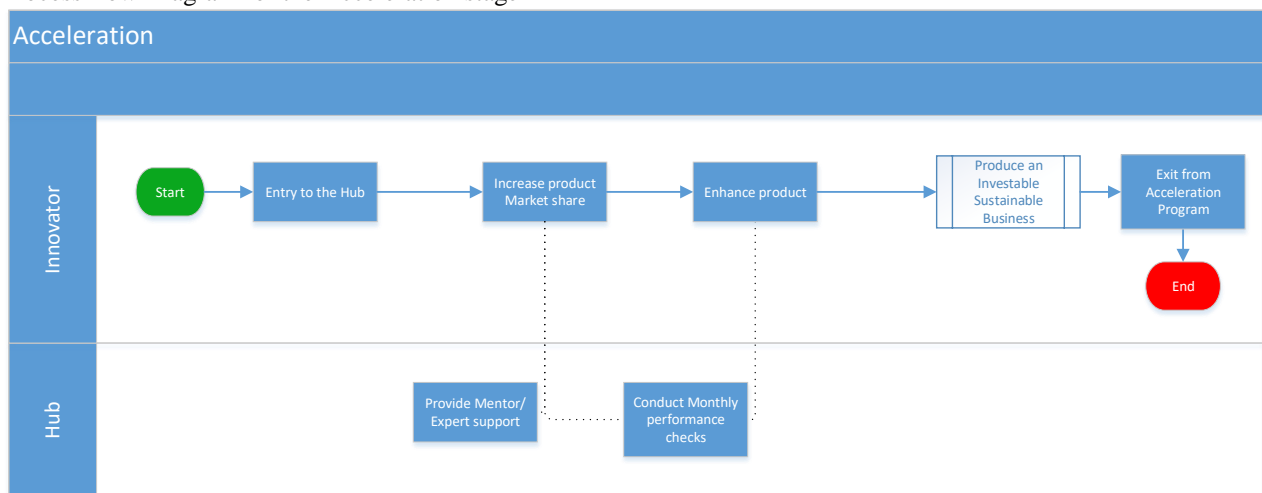 Acceleration
Innovator
Start
Entry to the Hub
Increase product
Market share
Enhance product
Produce an
Investable
Sustainable
Business
Exit from
Acceleration
Program
End
Hub
Provide Mentor/
Expert support
Conduct Monthly
performance
checks